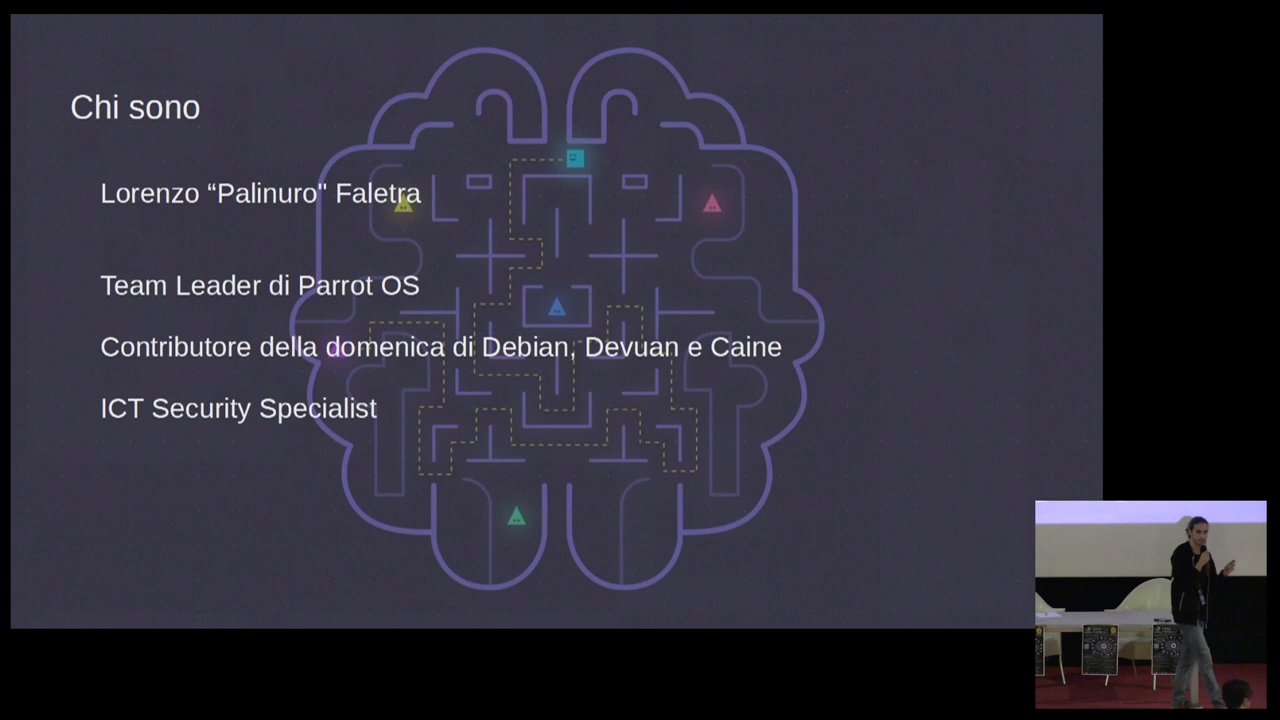 Chi sono
Lorenzo “Palinuro" Faletra
Team Leader di Parrot OS
Contributore della domenica di Debian, Devuan e Caine
ICT Security Specialist